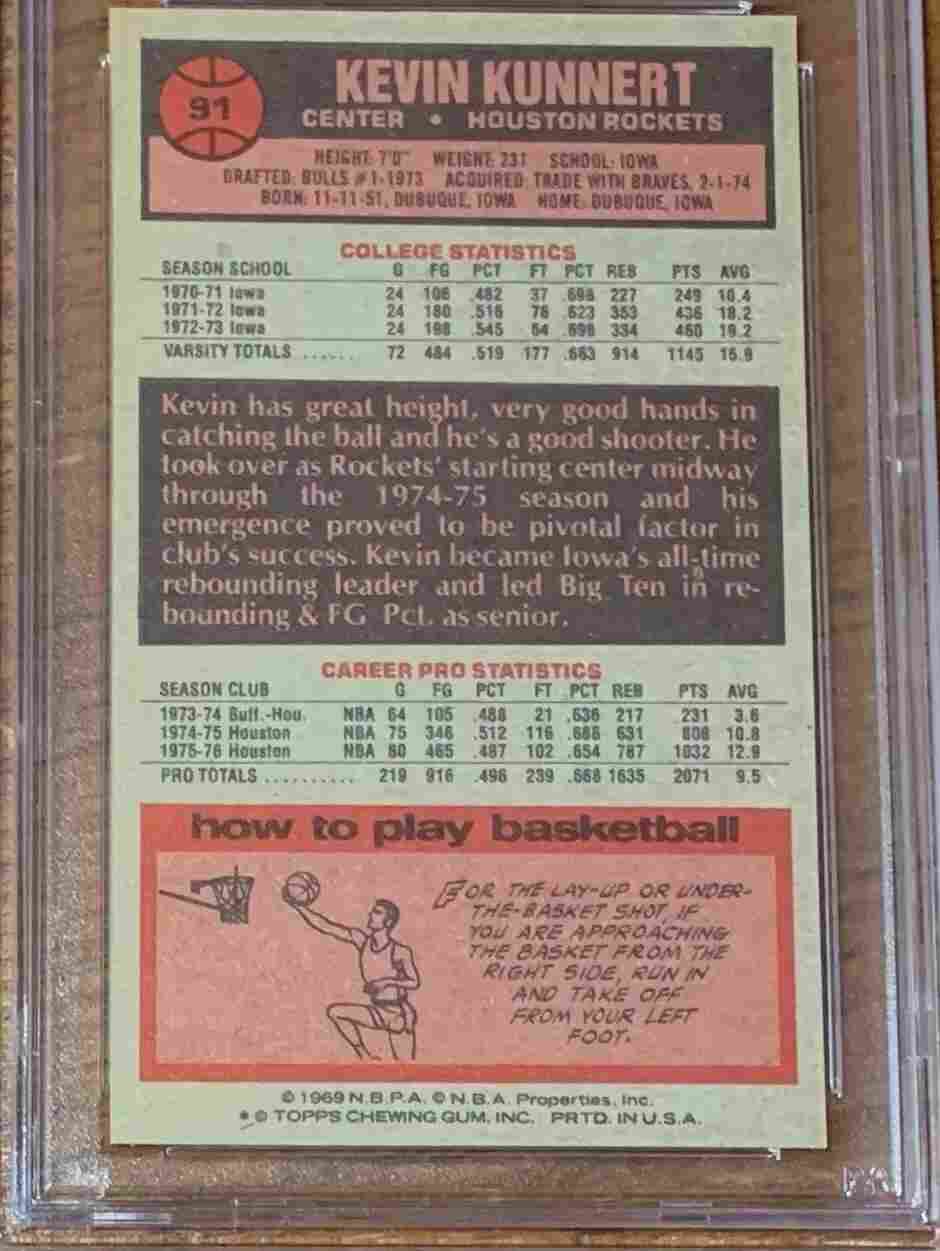 91
KEVIN KUNNERT
CENTER • HOUSTON ROCKETS
HEIGHT: 7'0" WEIGHT: 231 SCHOOL: IOWA
DRAFTED: BULLS #1-1973 ACQUIRED: TRADE WITH BRAVES, 2-1-74
BORN: 11-11-51, DUBUQUE, IOWA HOME: DUBUQUE, IOWA
COLLEGE STATISTICS
SEASON SCHOOL G FG PCT FT PCT REB PTS AVG
1970-71 Iowa 24 106 .482 37 .698 227 249 10.4
1971-72 Iowa 24 180 .516 76 .623 353 436 18.2
1972-73 Iowa 24 198 .545 64 .696 334 460 19.2
VARSITY TOTALS ...... 72 484 .519 177 .663 914 1145 15.9
Kevin has great height, very good hands in
catching the ball and he's a good shooter. He
took over as Rockets' starting center midway
through the 1974-75 season and his
emergence proved to be pivotal factor in
club's success. Kevin became Iowa's all-time
rebounding leader and led Big Ten in re-
bounding & FG Pct. as senior.
CAREER PRO STATISTICS
SEASON CLUB G FG PCT FT PCT REB PTS AVG
1973-74 Buff.-Hou. NBA 64 105 .488 21 .636 217 231 3.6
1974-75 Houston NBA 75 346 .512 116 .686 631 808 10.8
1975-76 Houston NBA 80 465 .487 102 .654 787 1032 12.9
PRO TOTALS .......... 219 916 .496 239 .668 1635 2071 9.5
how to play basketball
FOR THE LAY-UP OR UNDER-
THE-BASKET SHOT, IF
YOU ARE APPROACHING
THE BASKET FROM THE
RIGHT SIDE, RUN IN
AND TAKE OFF
FROM YOUR LEFT
FOOT.
© 1969 N.B.P.A. © N.B.A. Properties, Inc.
* © TOPPS CHEWING GUM, INC. PRTD. IN U.S.A.